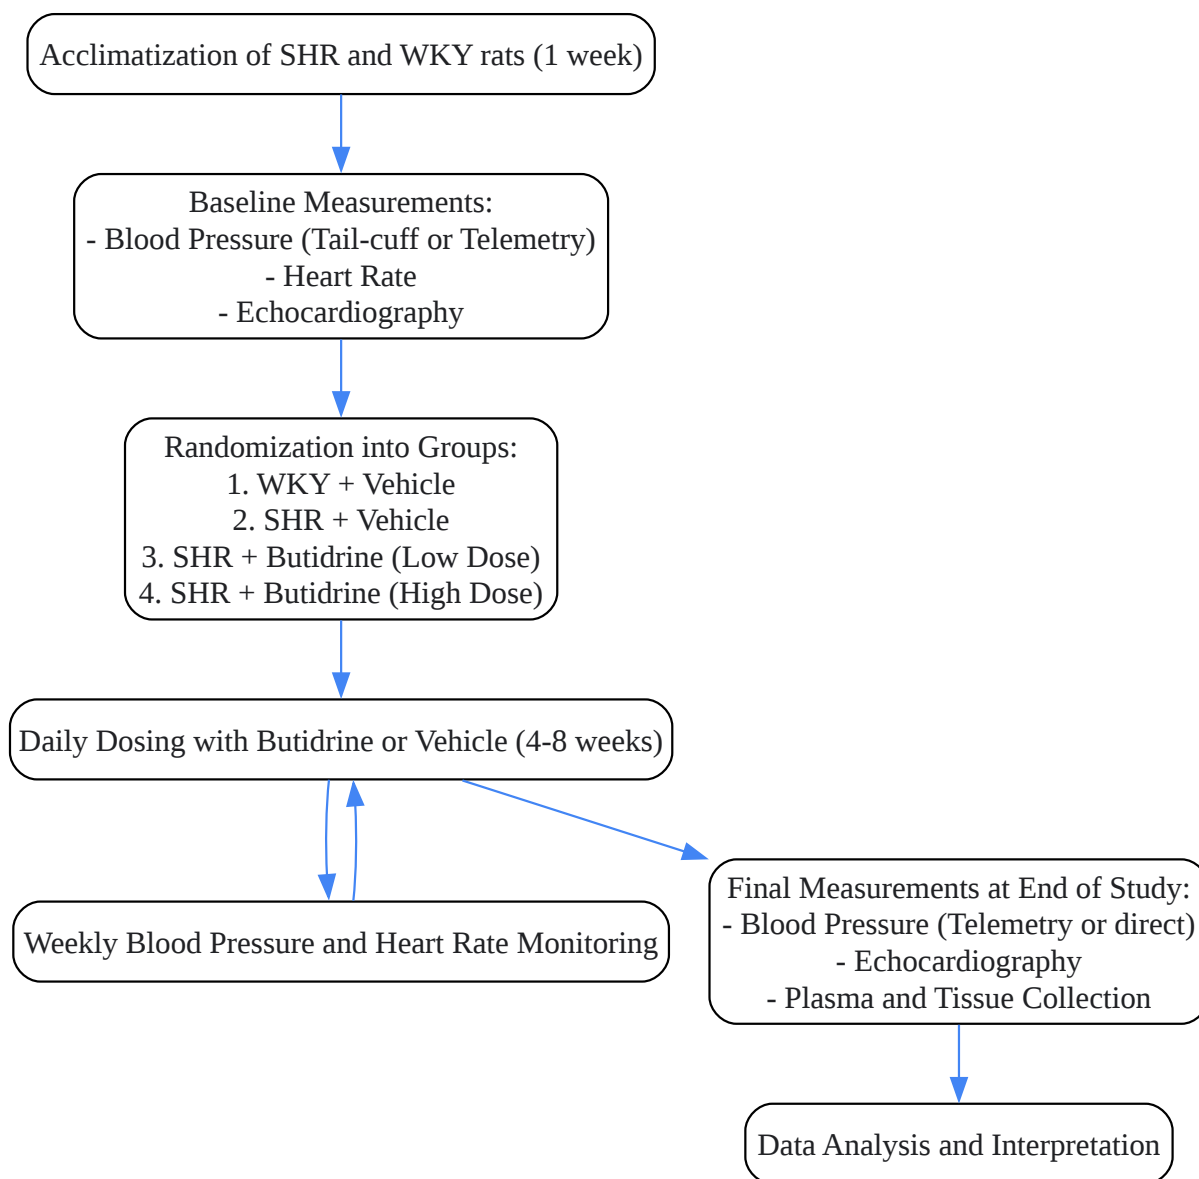 Acclimatization of SHR and WKY rats (1 week)
Baseline Measurements:
- Blood Pressure (Tail-cuff or Telemetry)
- Heart Rate
- Echocardiography
Randomization into Groups:
1. WKY + Vehicle
2. SHR + Vehicle
3. SHR + Butidrine (Low Dose)
4. SHR + Butidrine (High Dose)
Daily Dosing with Butidrine or Vehicle (4-8 weeks)
Weekly Blood Pressure and Heart Rate Monitoring
Final Measurements at End of Study:
- Blood Pressure (Telemetry or direct)
- Echocardiography
- Plasma and Tissue Collection
Data Analysis and Interpretation